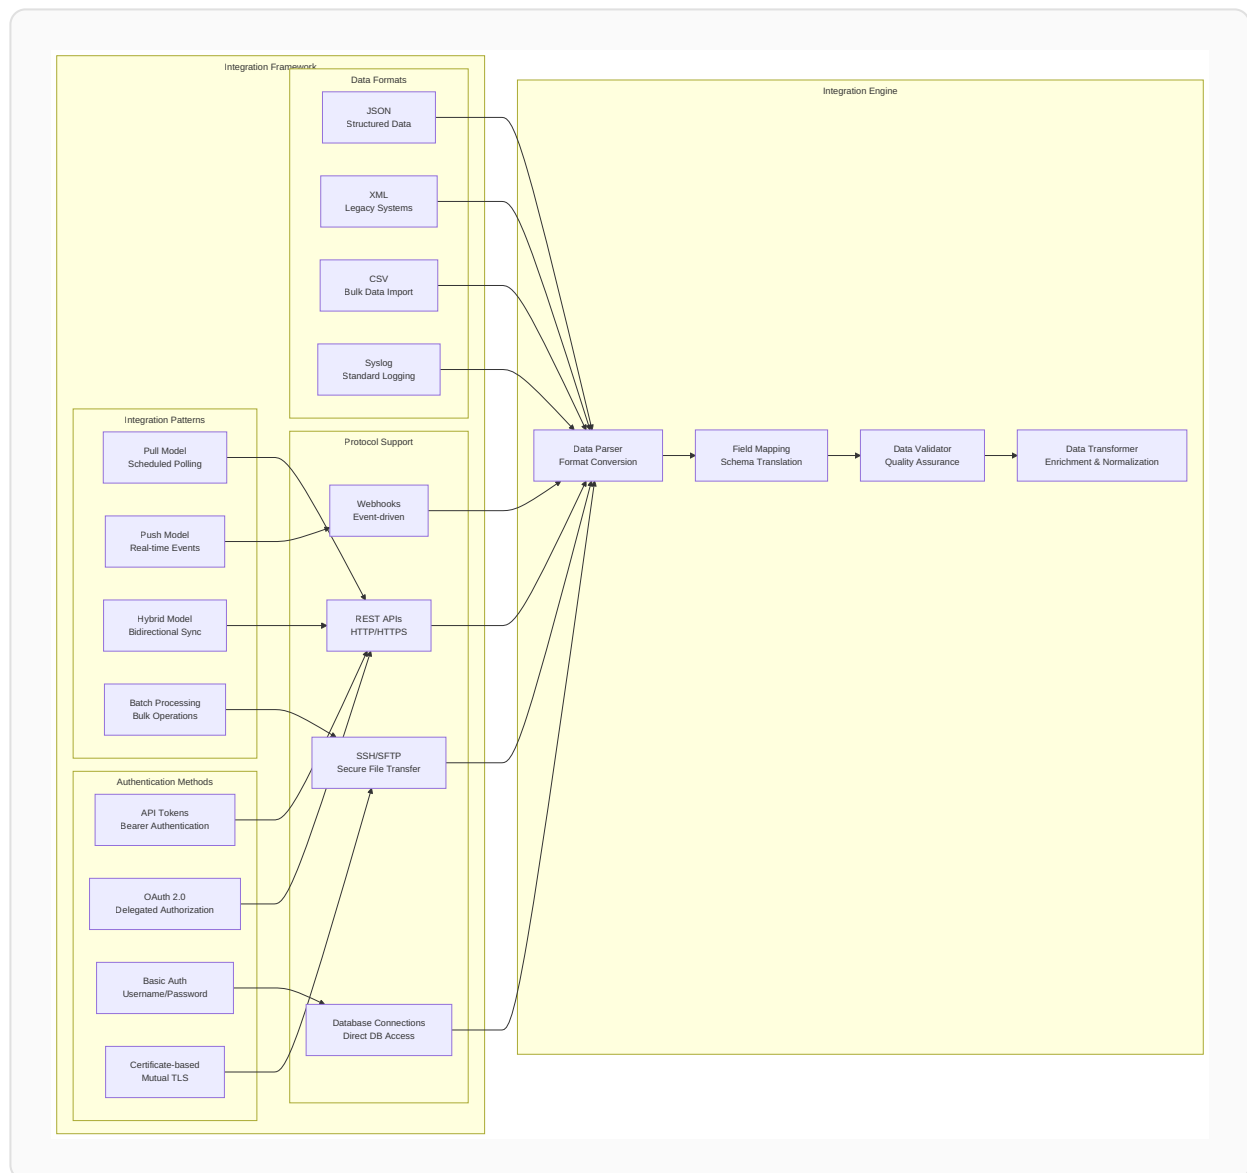 Integration Framework
Data Formats
JSON
Structured Data
XML
Legacy Systems
CSV
Bulk Data Import
Syslog
Standard Logging
Integration Patterns
Pull Model
Scheduled Polling
Push Model
Real-time Events
Hybrid Model
Bidirectional Sync
Batch Processing
Bulk Operations
Authentication Methods
API Tokens
Bearer Authentication
OAuth 2.0
Delegated Authorization
Basic Auth
Username/Password
Certificate-based
Mutual TLS
Protocol Support
Webhooks
Event-driven
REST APIs
HTTP/HTTPS
SSH/SFTP
Secure File Transfer
Database Connections
Direct DB Access
Integration Engine
Data Parser
Format Conversion
Field Mapping
Schema Translation
Data Validator
Quality Assurance
Data Transformer
Enrichment & Normalization